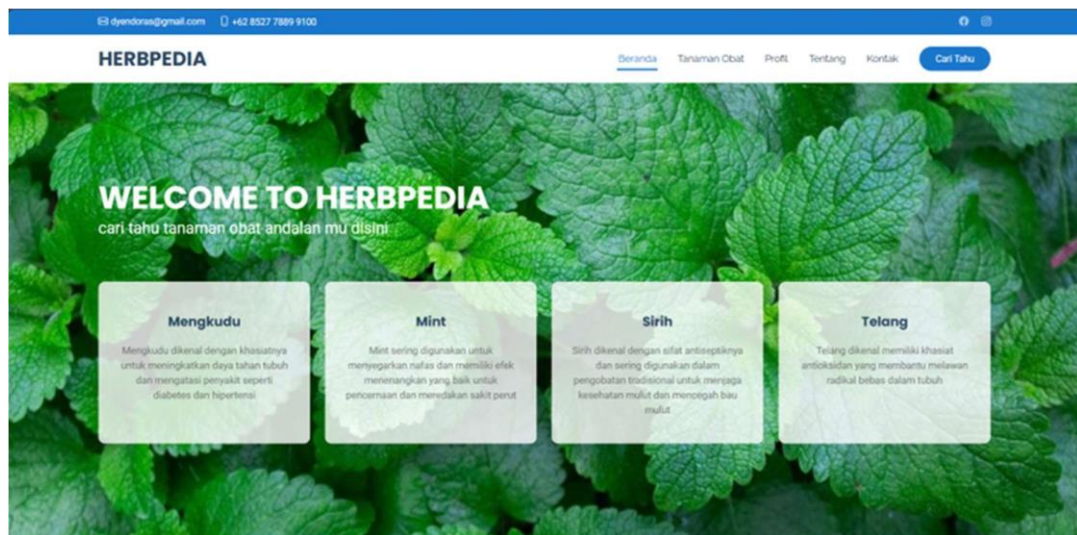 dyendoras@gmail.com +62 8527 7889 9100
HERBPEDIA
Beranda Tanaman Obat Profil Tentang Kontak Cari Tahu
WELCOME TO HERBPEDIA
cari tahu tanaman obat andalan mu disini
Mengkudu
Mengkudu dikenal dengan khasiatnya
untuk meningkatkan daya tahan tubuh
dan mengatasi penyakit seperti
diabetes dan hipertensi
Mint
Mint sering digunakan untuk
menyegarkan nafas dan memiliki efek
menenangkan yang baik untuk
pencernaan dan meredakan sakit perut
Sirih
Sirih dikenal dengan sifat antiseptiknya
dan sering digunakan dalam
pengobatan tradisional untuk menjaga
kesehatan mulut dan mencegah bau
mulut
Telang
Telang dikenal memiliki khasiat
antioksidan yang membantu melawan
radikal bebas dalam tubuh